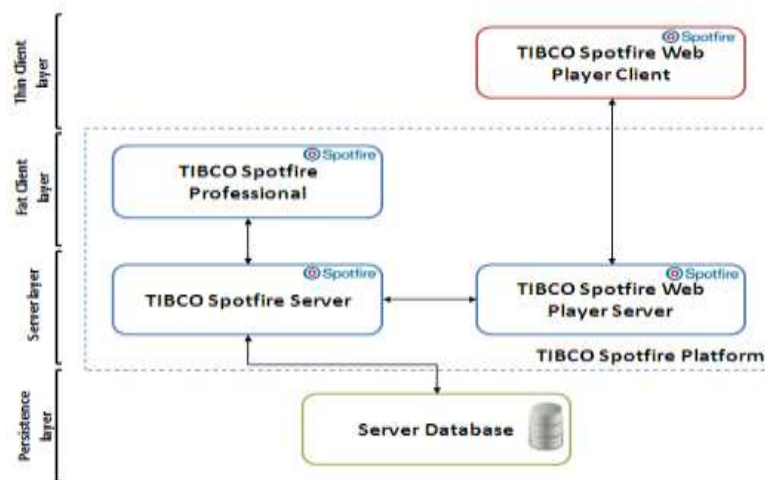 Thin Client
layer
Spotfire
TIBCO Spotfire Web
Player Client
Fat Client
layer
Spotfire
TIBCO Spotfire
Professional
Server layer
Spotfire
TIBCO Spotfire Server
Spotfire
TIBCO Spotfire Web
Player Server
TIBCO Spotfire Platform
Persistence
layer
Server Database